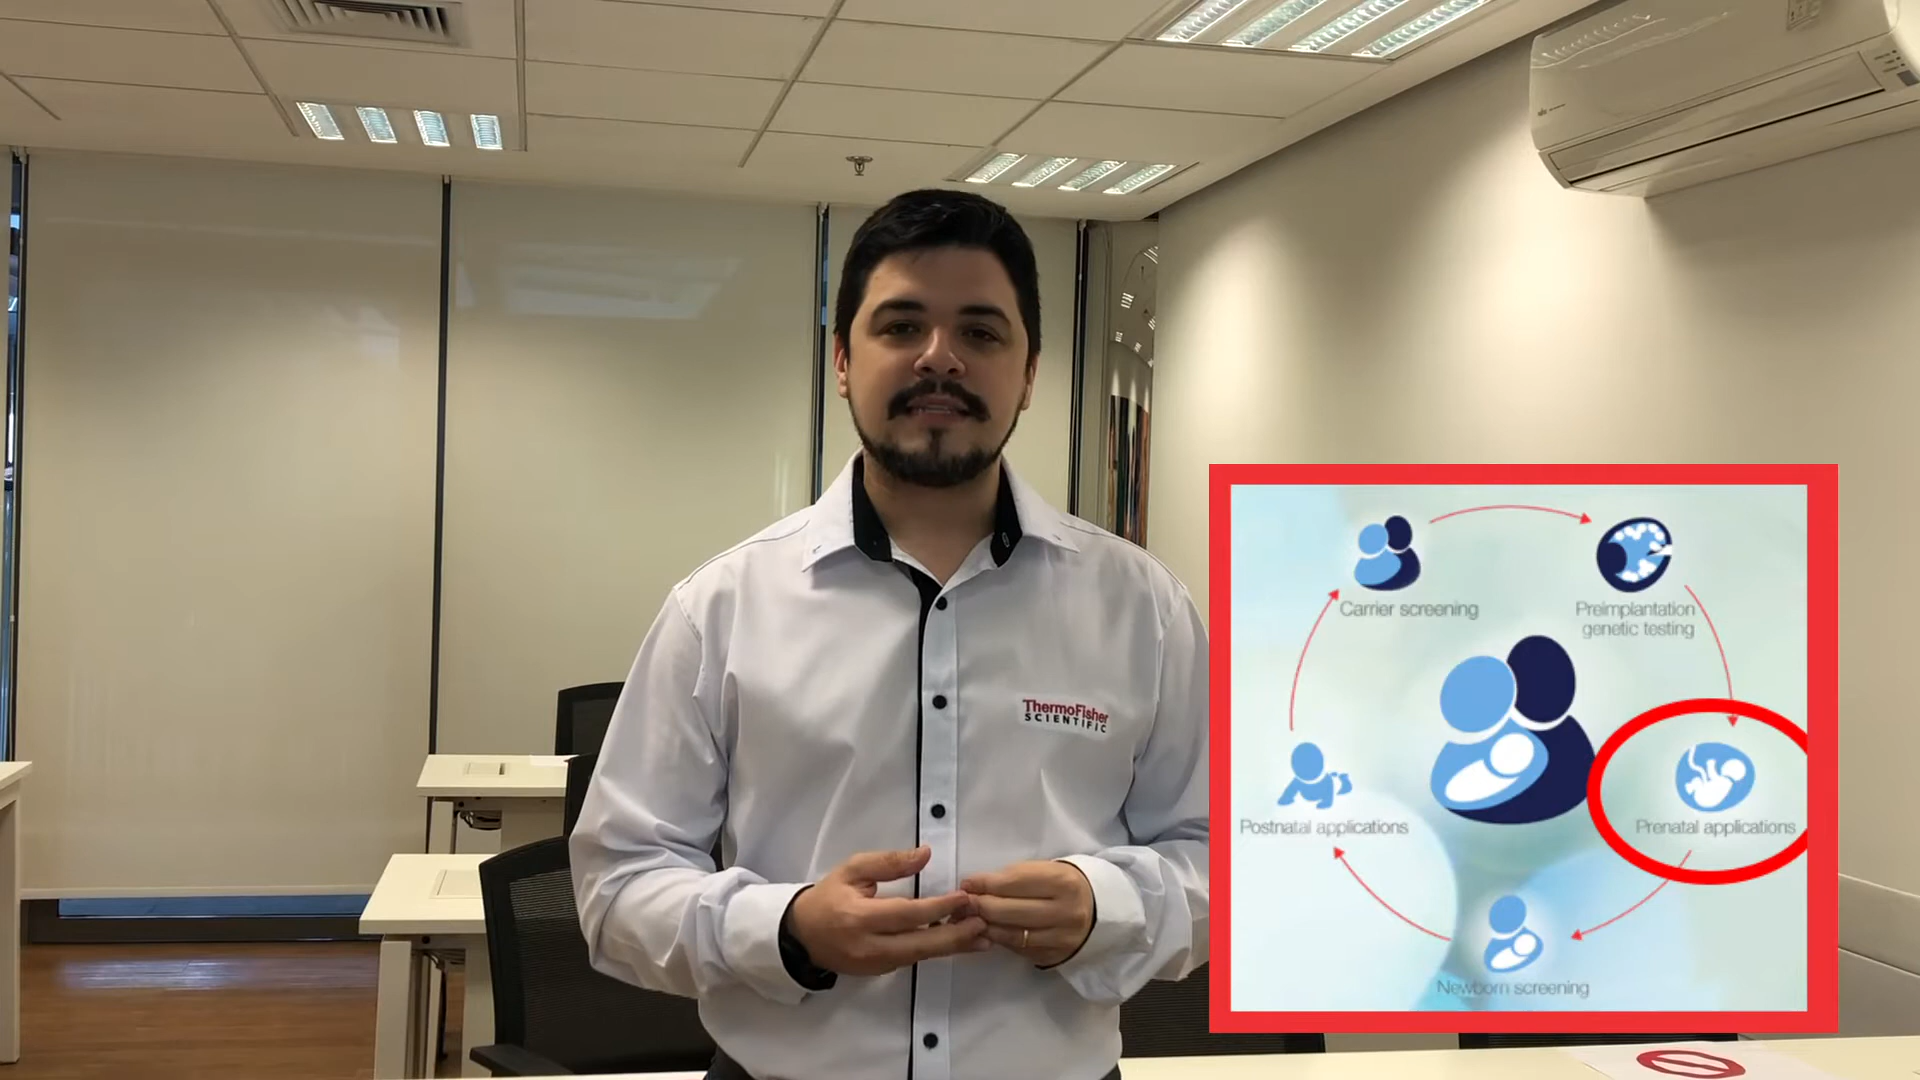 ThermoFisher
SCIENTIFIC
Carrier screening
Preimplantation
genetic testing
Postnatal applications
Prenatal applications
Newborn screening